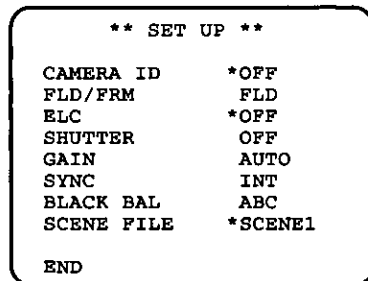 ** SET UP **
CAMERA ID *OFF
FLD/FRM FLD
ELC *OFF
SHUTTER OFF
GAIN AUTO
SYNC INT
BLACK BAL ABC
SCENE FILE *SCENE1
END